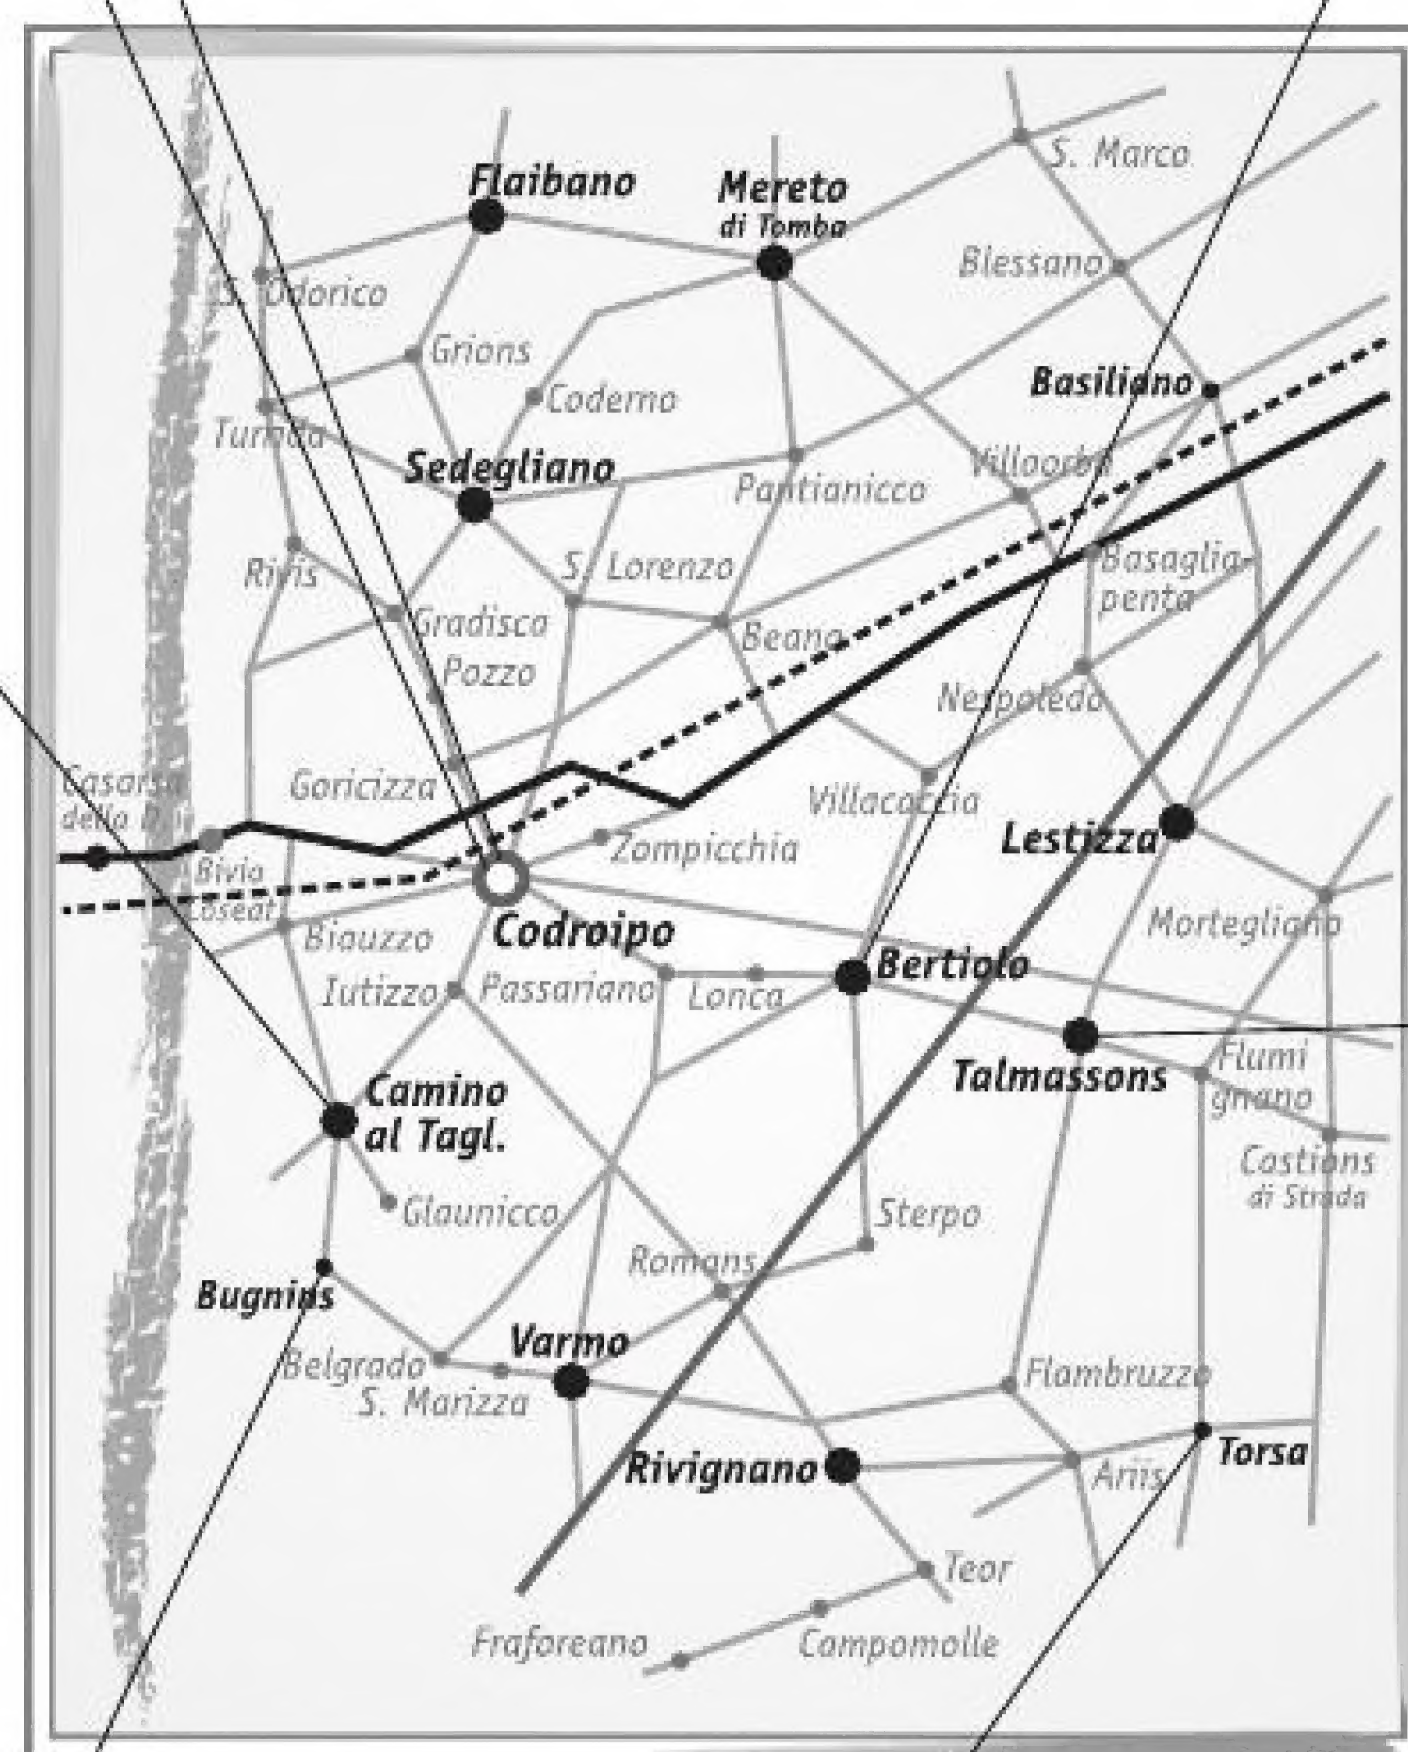 S. Marco
Flaibano
Mereto
di Tomba
Blessano
S. Odorico
Grions
Coderno
Basiliano
Turrida
Sedegliano
Villaorba
Pantianicco
Rivis
S. Lorenzo
Basaglia-
penta
Gradisca
Beano
Pozzo
Nespoledo
Casarsa
della
Goricizza
Villacaccia
Zompicchia
Lestizza
Bivio
Coseat
Biauzzo
Codroipo
Mortegliano
Iutizzo
Passariano
Lonca
Bertiolo
Talmassons
Flumi
gnano
Camino
al Tagl.
Castions
di Strada
Glaunicco
Sterpo
Romans
Bugnins
Varmo
Belgrado
S. Marizza
Flambruzzo
Rivignano
Ariis
Torsa
Teor
Fraforeano
Campomolle